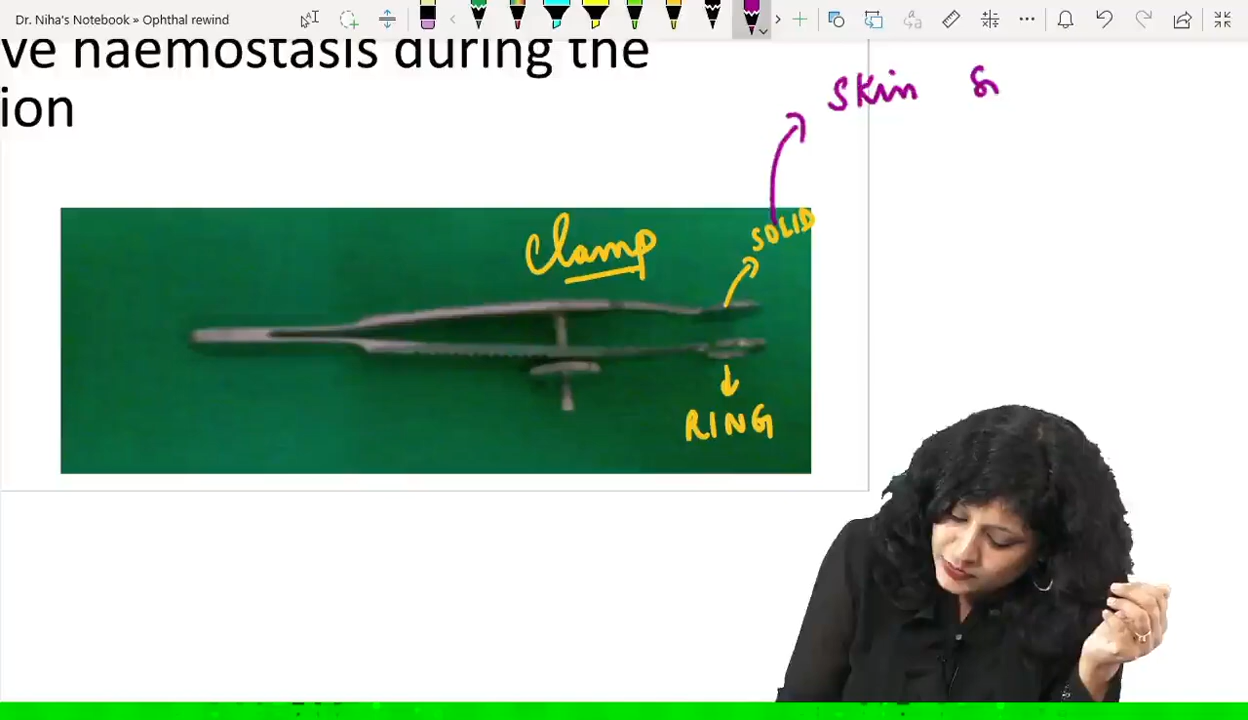 Dr. Niha's Notebook » Ophthal rewind
ve haemostasis during the
ion
Skin
Clamp
SOLID
RING